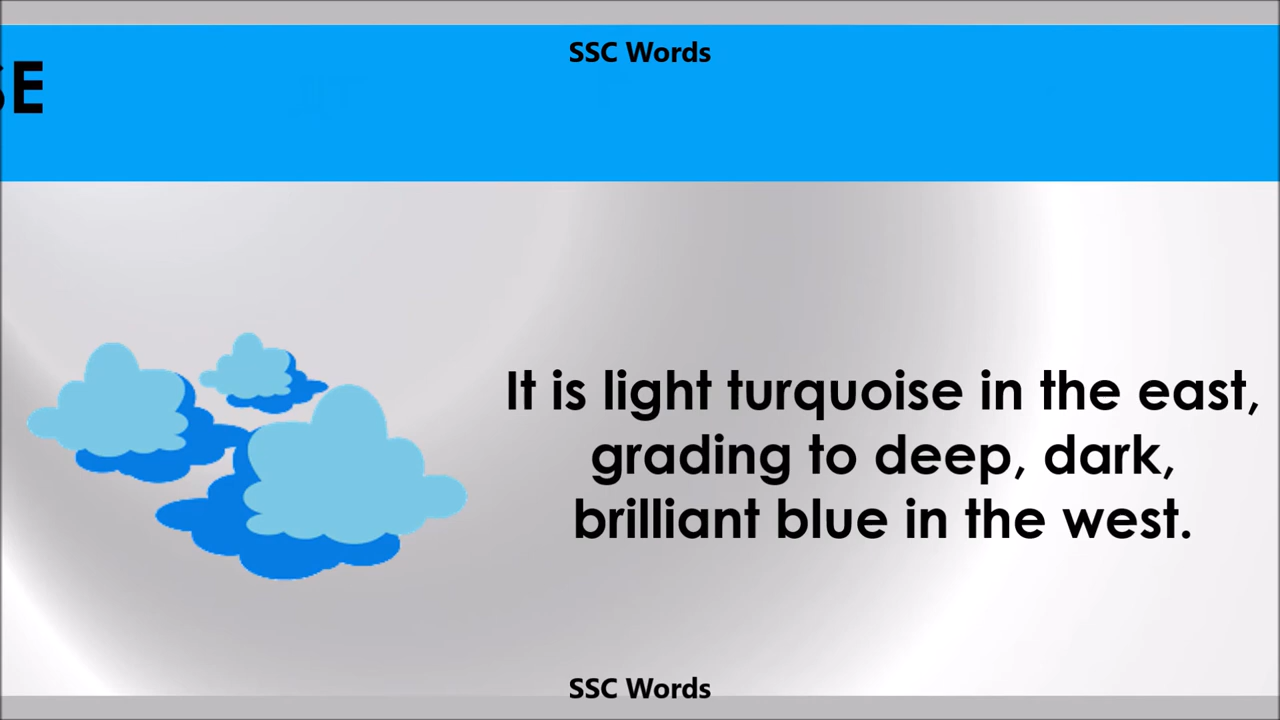 SSC Words
SE
It is light turquoise in the east,
grading to deep, dark,
brilliant blue in the west.
SSC Words